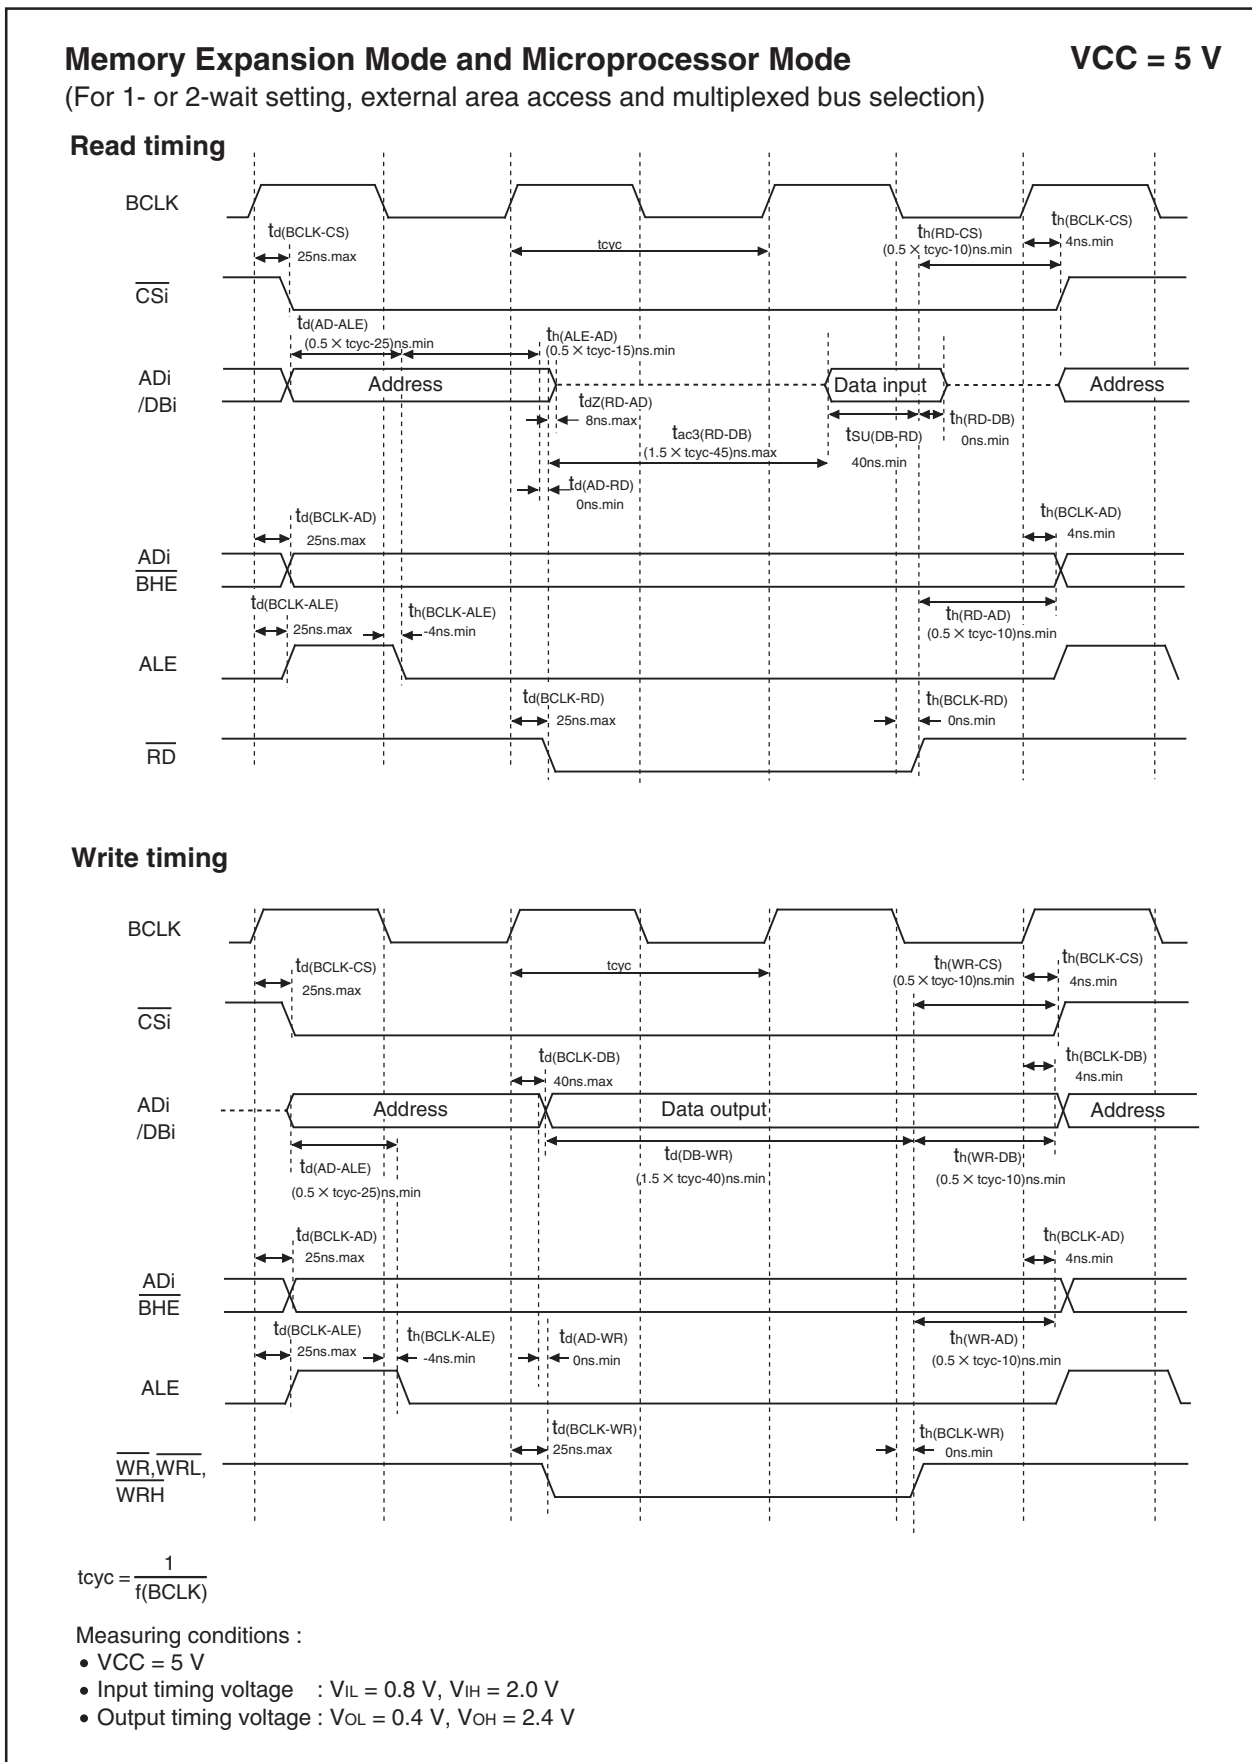 Memory Expansion Mode and Microprocessor Mode VCC = 5 V
(For 1- or 2-wait setting, external area access and multiplexed bus selection)
Read timing
BCLK
td(BCLK-CS)
25ns.max
tcyc
th(RD-CS)
(0.5 × tcyc-10)ns.min
th(BCLK-CS)
4ns.min
CSi
td(AD-ALE)
(0.5 × tcyc-25)ns.min
th(ALE-AD)
(0.5 × tcyc-15)ns.min
ADi
/DBi
Address
Data input
Address
tdZ(RD-AD)
8ns.max
tac3(RD-DB)
(1.5 × tcyc-45)ns.max
tSU(DB-RD)
40ns.min
th(RD-DB)
0ns.min
td(AD-RD)
0ns.min
td(BCLK-AD)
25ns.max
th(BCLK-AD)
4ns.min
ADi
BHE
td(BCLK-ALE)
25ns.max
th(BCLK-ALE)
-4ns.min
th(RD-AD)
(0.5 × tcyc-10)ns.min
ALE
td(BCLK-RD)
25ns.max
th(BCLK-RD)
0ns.min
RD
Write timing
BCLK
td(BCLK-CS)
25ns.max
tcyc
th(WR-CS)
(0.5 × tcyc-10)ns.min
th(BCLK-CS)
4ns.min
CSi
td(BCLK-DB)
40ns.max
th(BCLK-DB)
4ns.min
ADi
/DBi
Address
Data output
Address
td(AD-ALE)
(0.5 × tcyc-25)ns.min
td(DB-WR)
(1.5 × tcyc-40)ns.min
th(WR-DB)
(0.5 × tcyc-10)ns.min
td(BCLK-AD)
25ns.max
th(BCLK-AD)
4ns.min
ADi
BHE
td(BCLK-ALE)
25ns.max
th(BCLK-ALE)
-4ns.min
td(AD-WR)
0ns.min
th(WR-AD)
(0.5 × tcyc-10)ns.min
ALE
td(BCLK-WR)
25ns.max
th(BCLK-WR)
0ns.min
WR,WRL,
WRH
tcyc = 1
f(BCLK)
Measuring conditions :
• VCC = 5 V
• Input timing voltage : VIL = 0.8 V, VIH = 2.0 V
• Output timing voltage : VOL = 0.4 V, VOH = 2.4 V